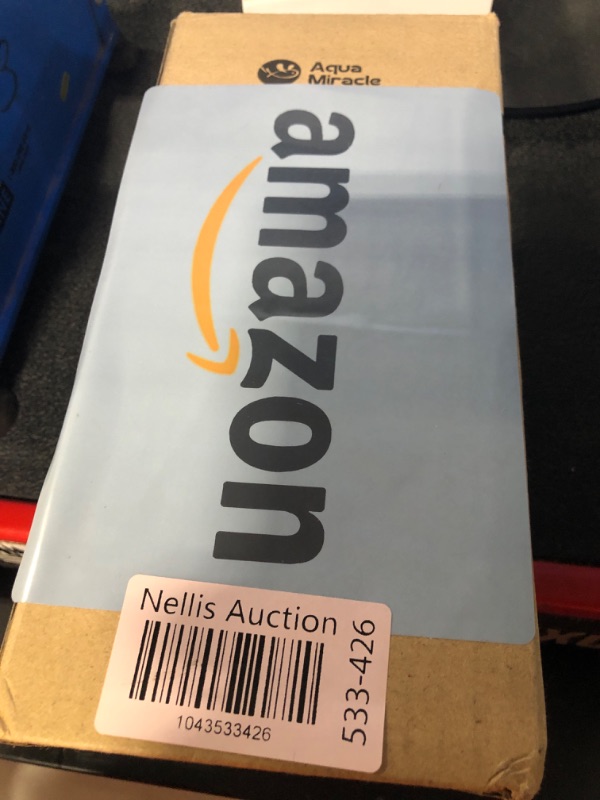 Aqua
Miracle
amazon
Nellis Auction
1043533426
533-426